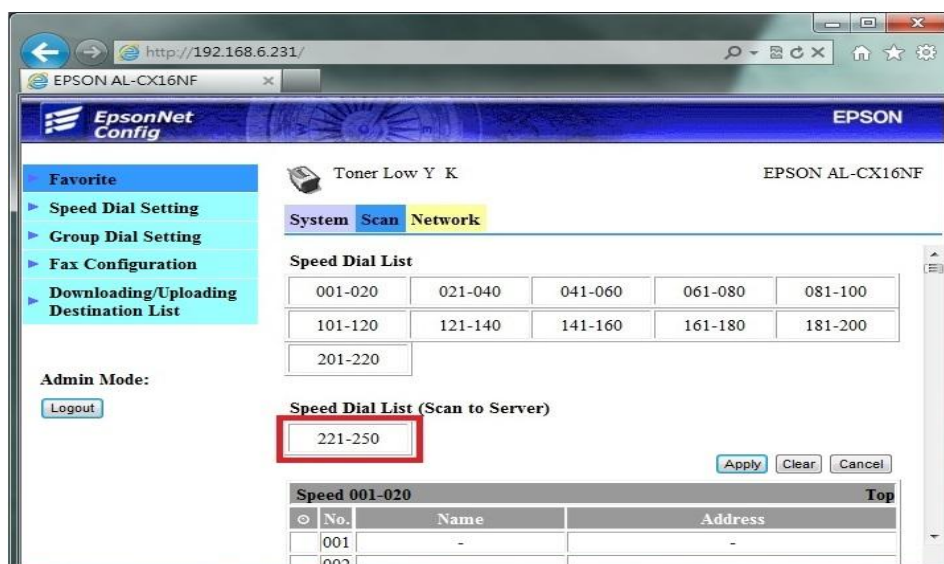 http://192.168.6.231/
EPSON AL-CX16NF
EpsonNet
Config
EPSON
Favorite
Speed Dial Setting
Group Dial Setting
Fax Configuration
Downloading/Uploading
Destination List
Admin Mode:
Logout
Toner Low Y K
EPSON AL-CX16NF
System Scan Network
Speed Dial List
001-020 021-040 041-060 061-080 081-100
101-120 121-140 141-160 161-180 181-200
201-220
Speed Dial List (Scan to Server)
221-250
Apply Clear Cancel
Speed 001-020 Top
No. Name Address
001 - -
002